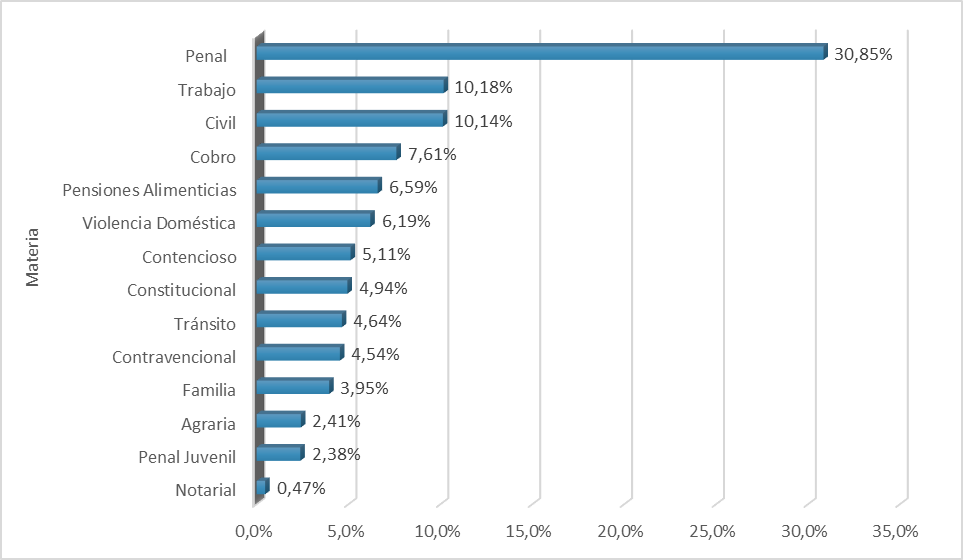 Materia
Penal 30,85%
Trabajo 10,18%
Civil 10,14%
Cobro 7,61%
Pensiones Alimenticias 6,59%
Violencia Doméstica 6,19%
Contencioso 5,11%
Constitucional 4,94%
Tránsito 4,64%
Contravencional 4,54%
Familia 3,95%
Agraria 2,41%
Penal Juvenil 2,38%
Notarial 0,47%
0,0% 5,0% 10,0% 15,0% 20,0% 25,0% 30,0% 35,0%